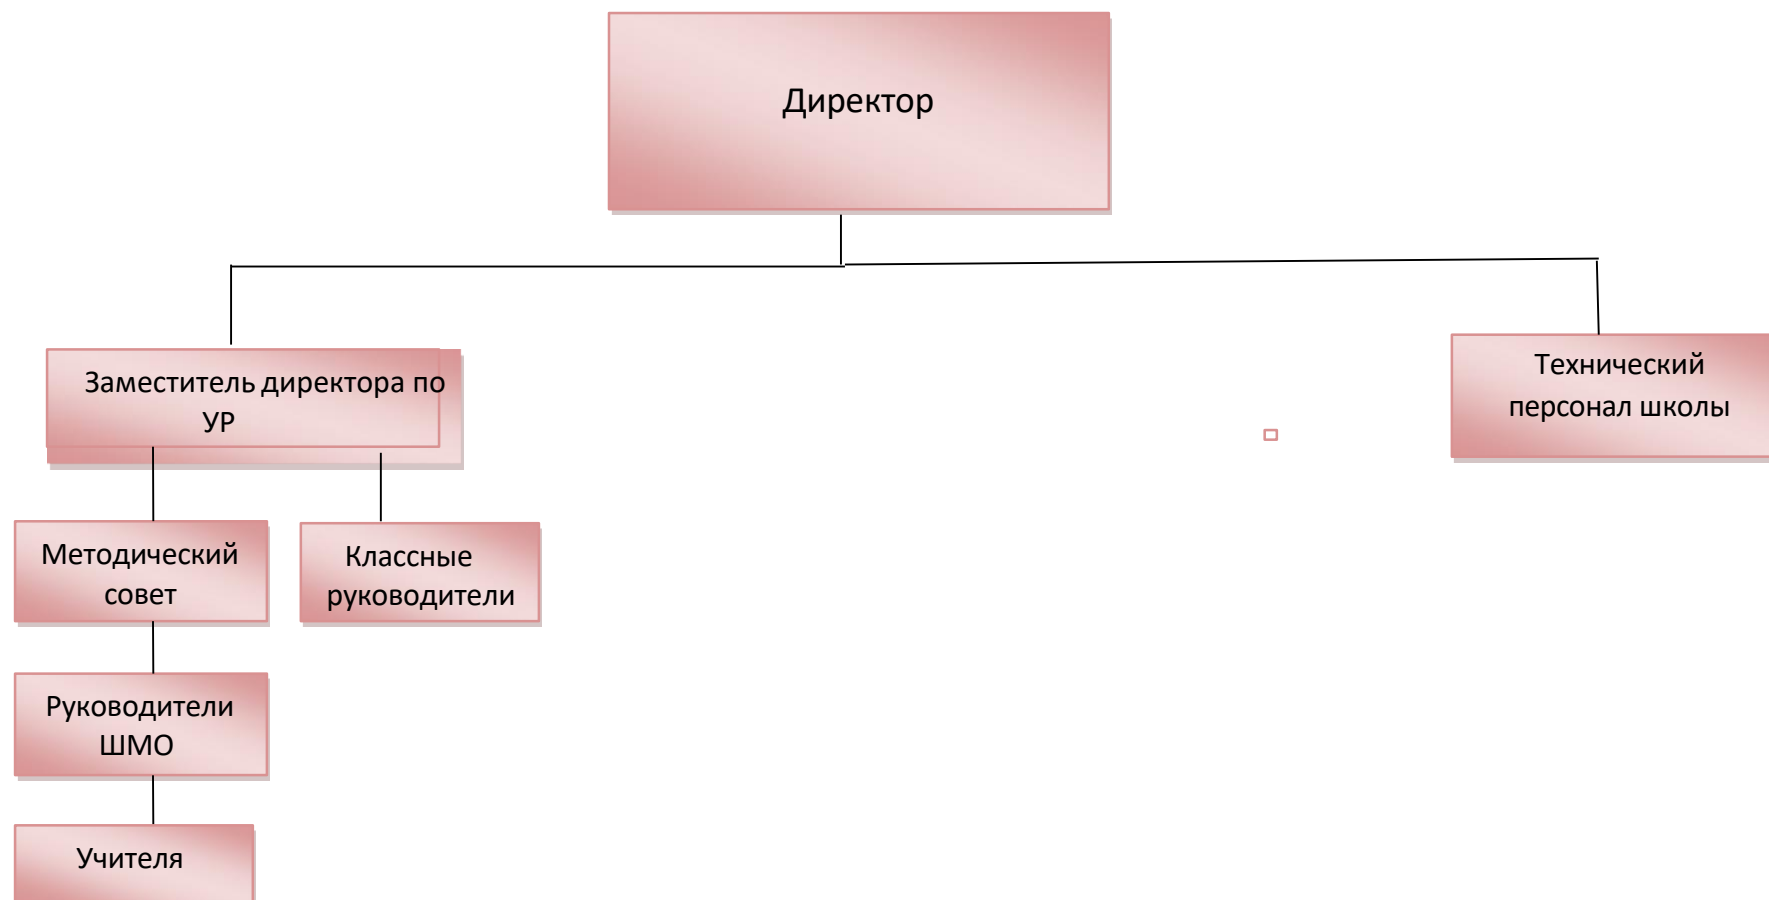 Директор
Заместитель директора по
УР
Технический
персонал школы
Методический
совет
Классные
руководители
Руководители
ШМО
Учителя